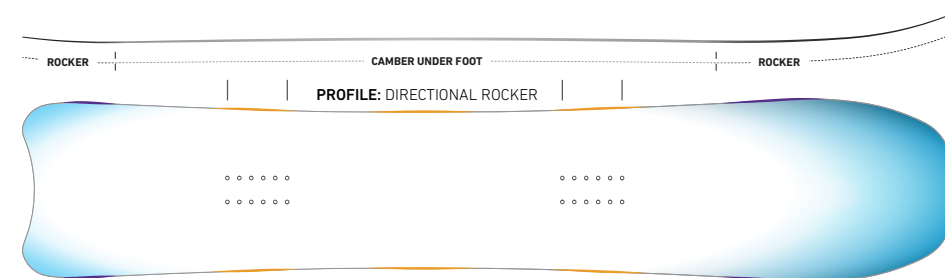 ROCKER CAMBER UNDER FOOT ROCKER
PROFILE: DIRECTIONAL ROCKER